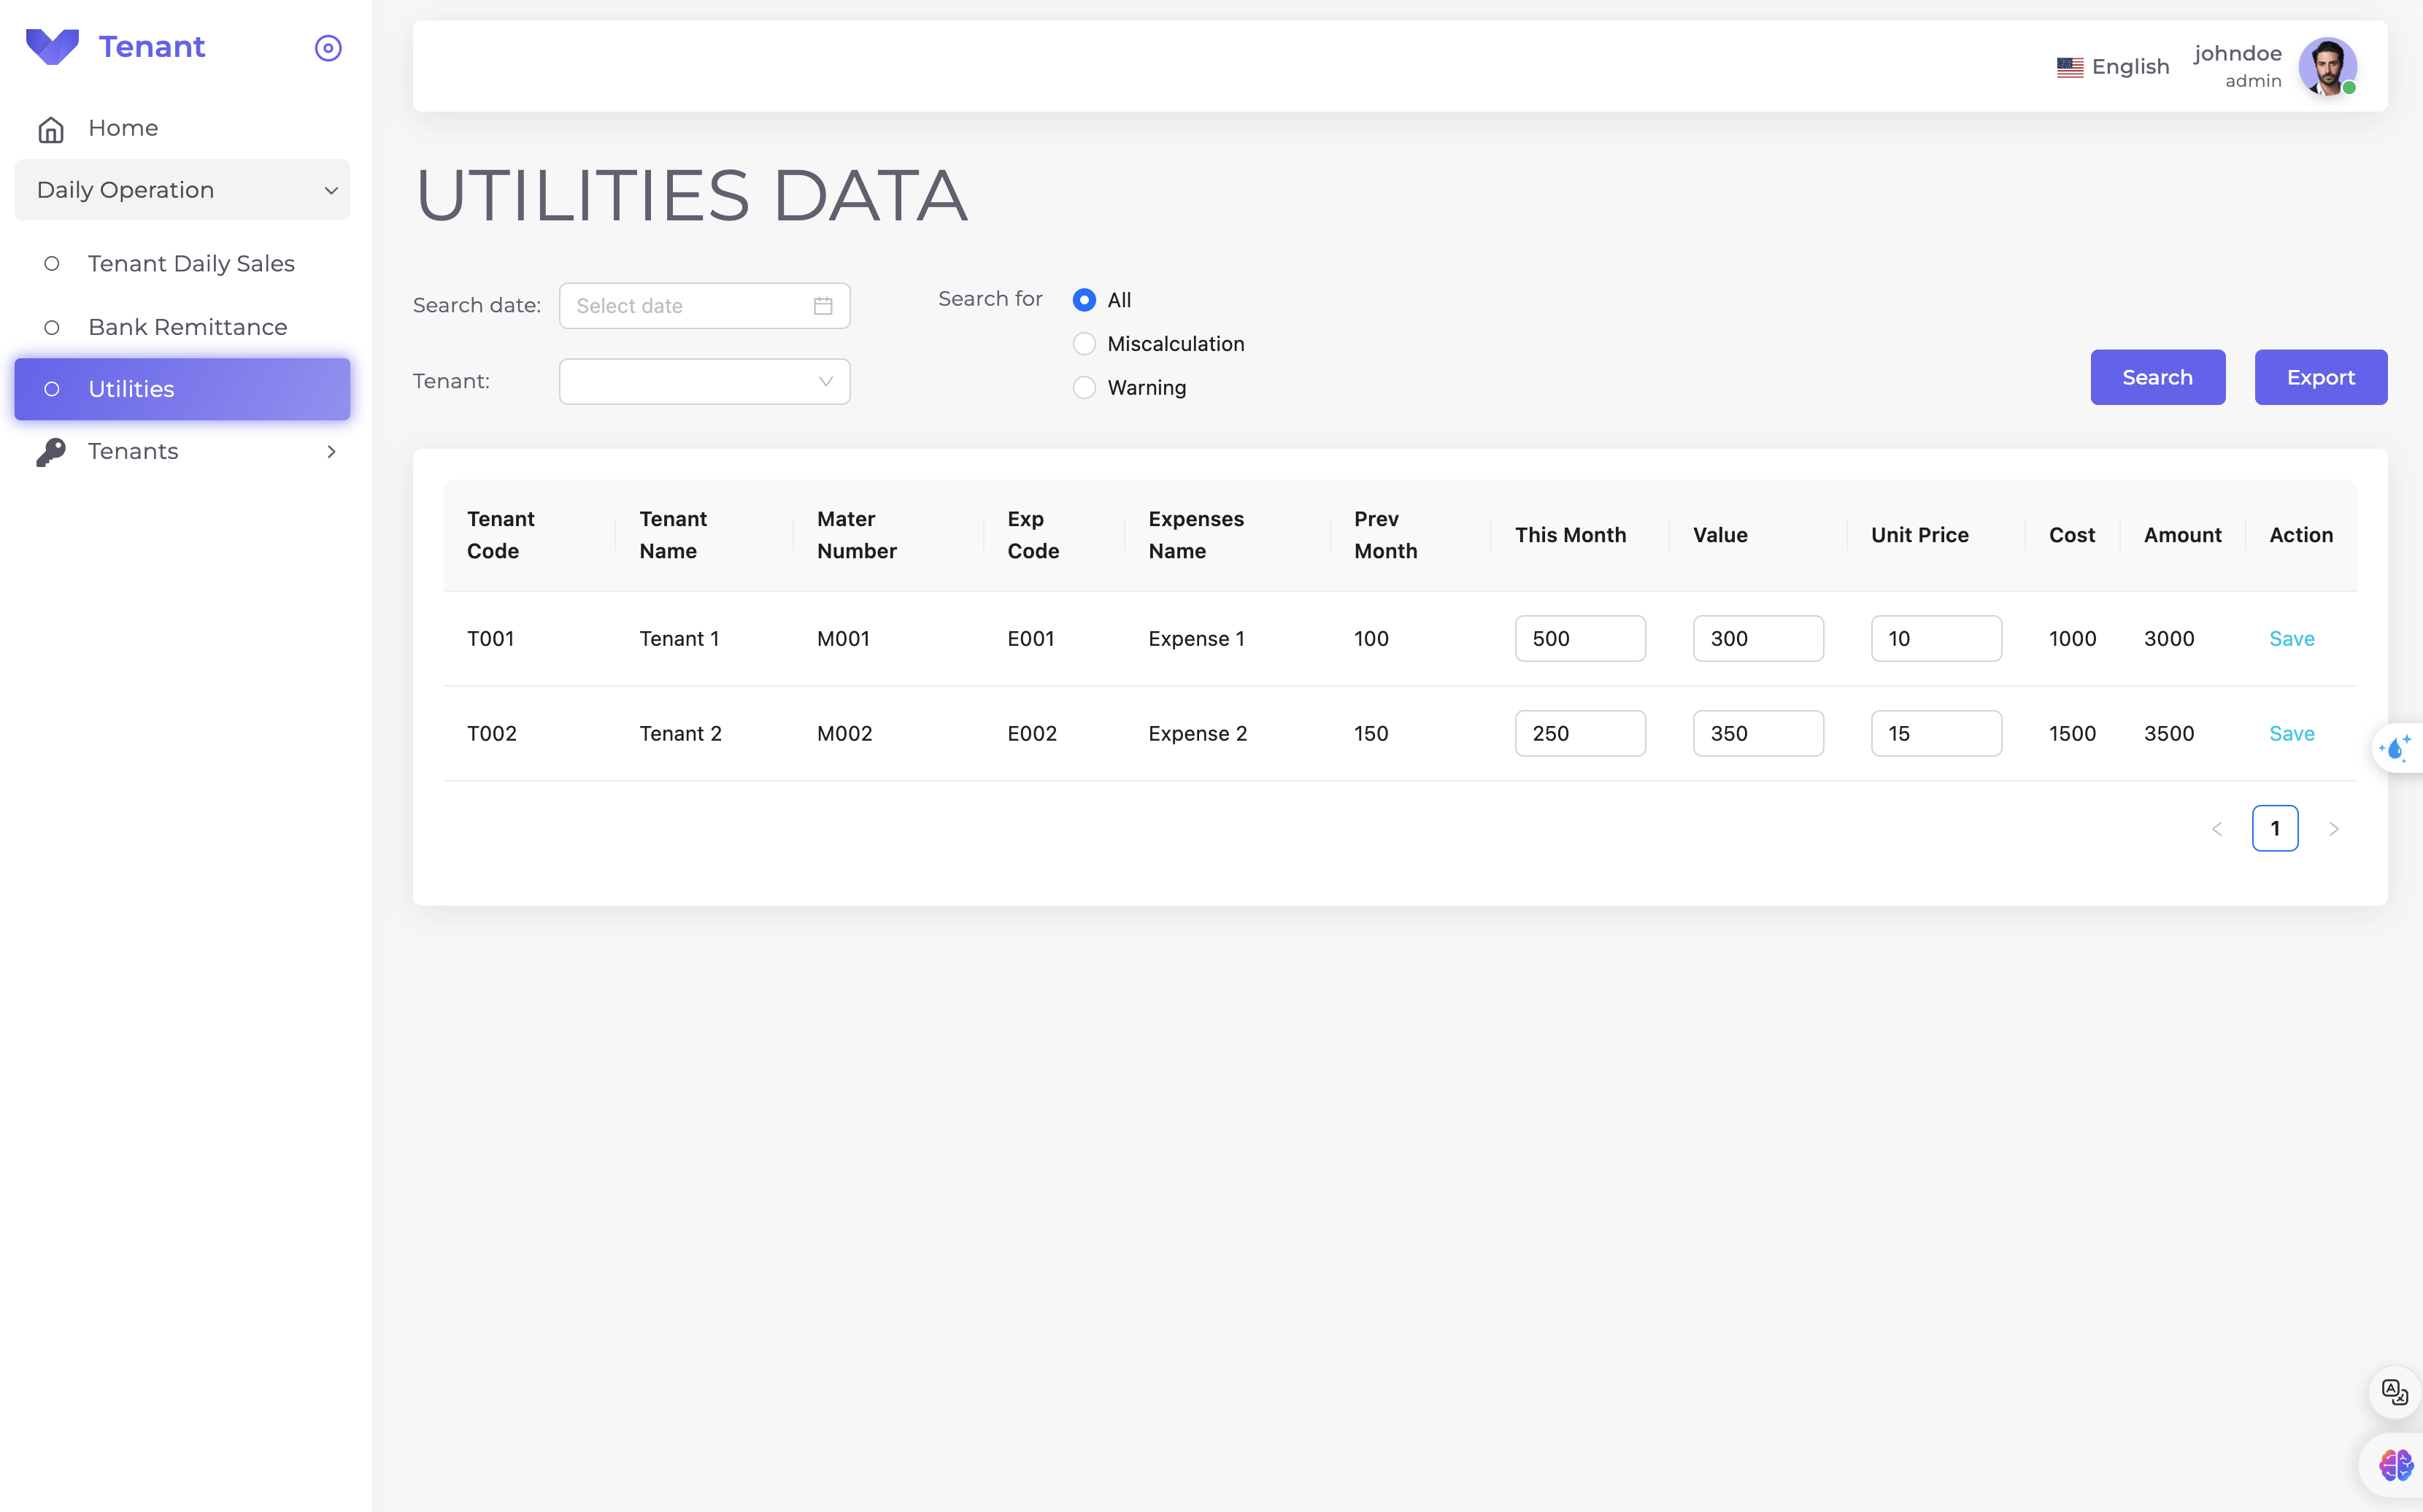 Tenant
Home
Daily Operation
Tenant Daily Sales
Bank Remittance
Utilities
Tenants
English
johndoe
admin
UTILITIES DATA
Search date:
Select date
Tenant:
Search for
All
Miscalculation
Warning
Search
Export
Tenant Code
Tenant Name
Mater Number
Exp Code
Expenses Name
Prev Month
This Month
Value
Unit Price
Cost
Amount
Action
T001 Tenant 1 M001 E001 Expense 1 100 500 300 10 1000 3000 Save
T002 Tenant 2 M002 E002 Expense 2 150 250 350 15 1500 3500 Save
1